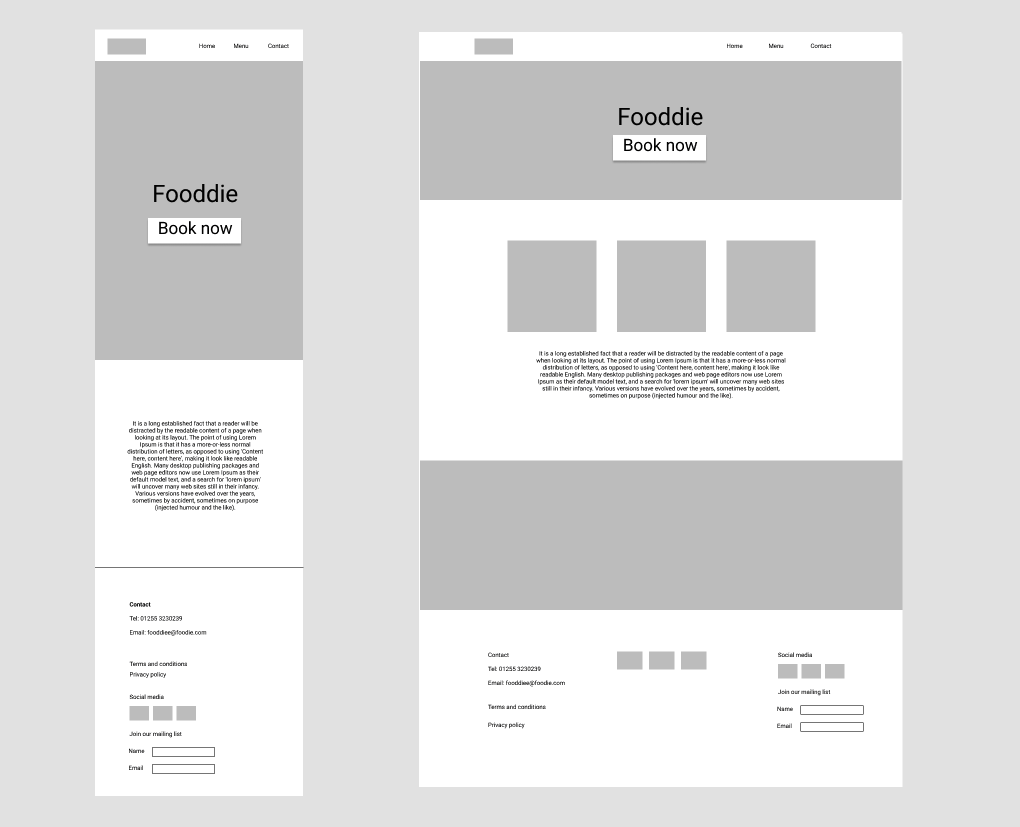 Home Menu Contact
Fooddie
Book now
It is a long established fact that a reader will be
distracted by the readable content of a page when
looking at its layout. The point of using Lorem
Ipsum is that it has a more-or-less normal
distribution of letters, as opposed to using 'Content
here, content here', making it look like readable
English. Many desktop publishing packages and
web page editors now use Lorem Ipsum as their
default model text, and a search for 'lorem ipsum'
will uncover many web sites still in their infancy.
Various versions have evolved over the years,
sometimes by accident, sometimes on purpose
(injected humour and the like).
Contact
Tel: 01255 3230239
Email: fooddiee@foodie.com
Terms and conditions
Privacy policy
Social media
Join our mailing list
Name
Email
Home Menu Contact
Fooddie
Book now
It is a long established fact that a reader will be distracted by the readable content of a page
when looking at its layout. The point of using Lorem Ipsum is that it has a more-or-less normal
distribution of letters, as opposed to using 'Content here, content here', making it look like
readable English. Many desktop publishing packages and web page editors now use Lorem
Ipsum as their default model text, and a search for 'lorem ipsum' will uncover many web sites
still in their infancy. Various versions have evolved over the years, sometimes by accident,
sometimes on purpose (injected humour and the like).
Contact
Tel: 01255 3230239
Email: fooddiee@foodie.com
Terms and conditions
Privacy policy
Social media
Join our mailing list
Name
Email